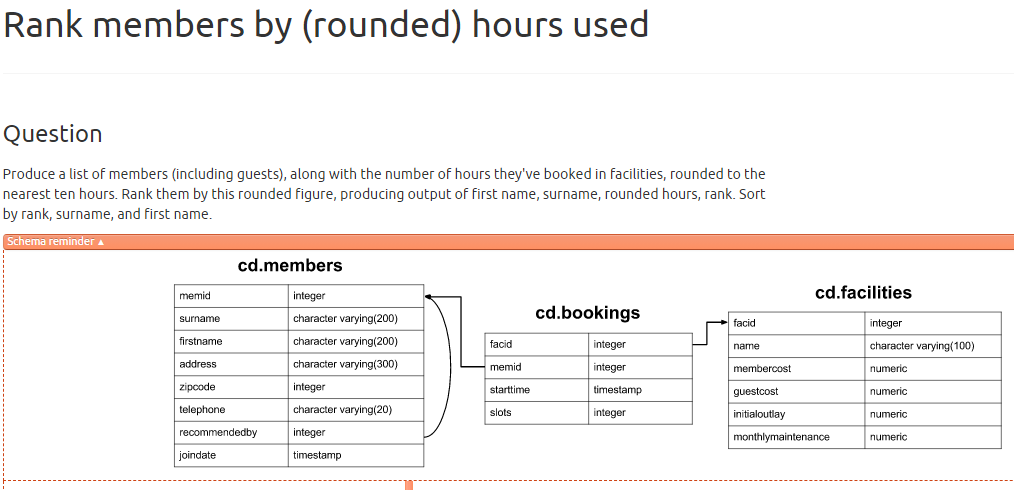 Rank members by (rounded) hours used
Question
Produce a list of members (including guests), along with the number of hours they've booked in facilities, rounded to the
nearest ten hours. Rank them by this rounded figure, producing output of first name, surname, rounded hours, rank. Sort
by rank, surname, and first name.
Schema reminder ▲
cd.members
memid integer
surname character varying(200)
firstname character varying(200)
address character varying(300)
zipcode integer
telephone character varying(20)
recommendedby integer
joindate timestamp
cd.bookings
facid integer
memid integer
starttime timestamp
slots integer
cd.facilities
facid integer
name character varying(100)
membercost numeric
guestcost numeric
initialoutlay numeric
monthlymaintenance numeric